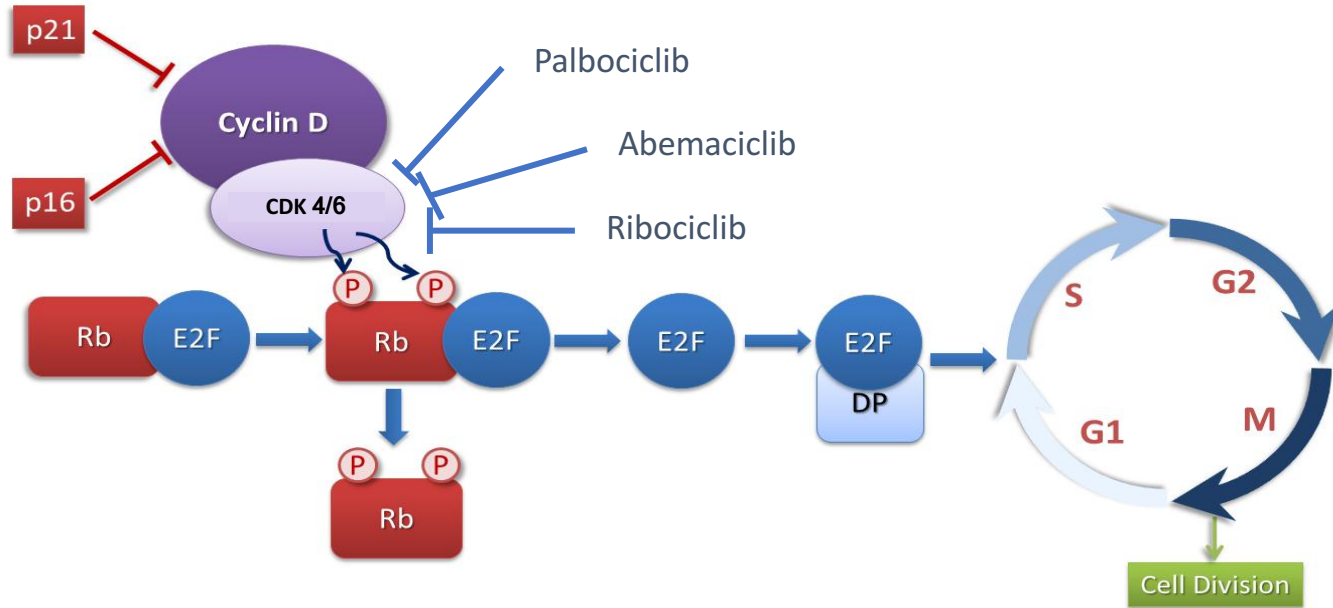 p21
Palbociclib
Cyclin D
Abemaciclib
p16
CDK 4/6
Ribociclib
P
P
S
G2
Rb
E2F
Rb
E2F
E2F
E2F
DP
G1
M
P
P
Rb
Cell Division